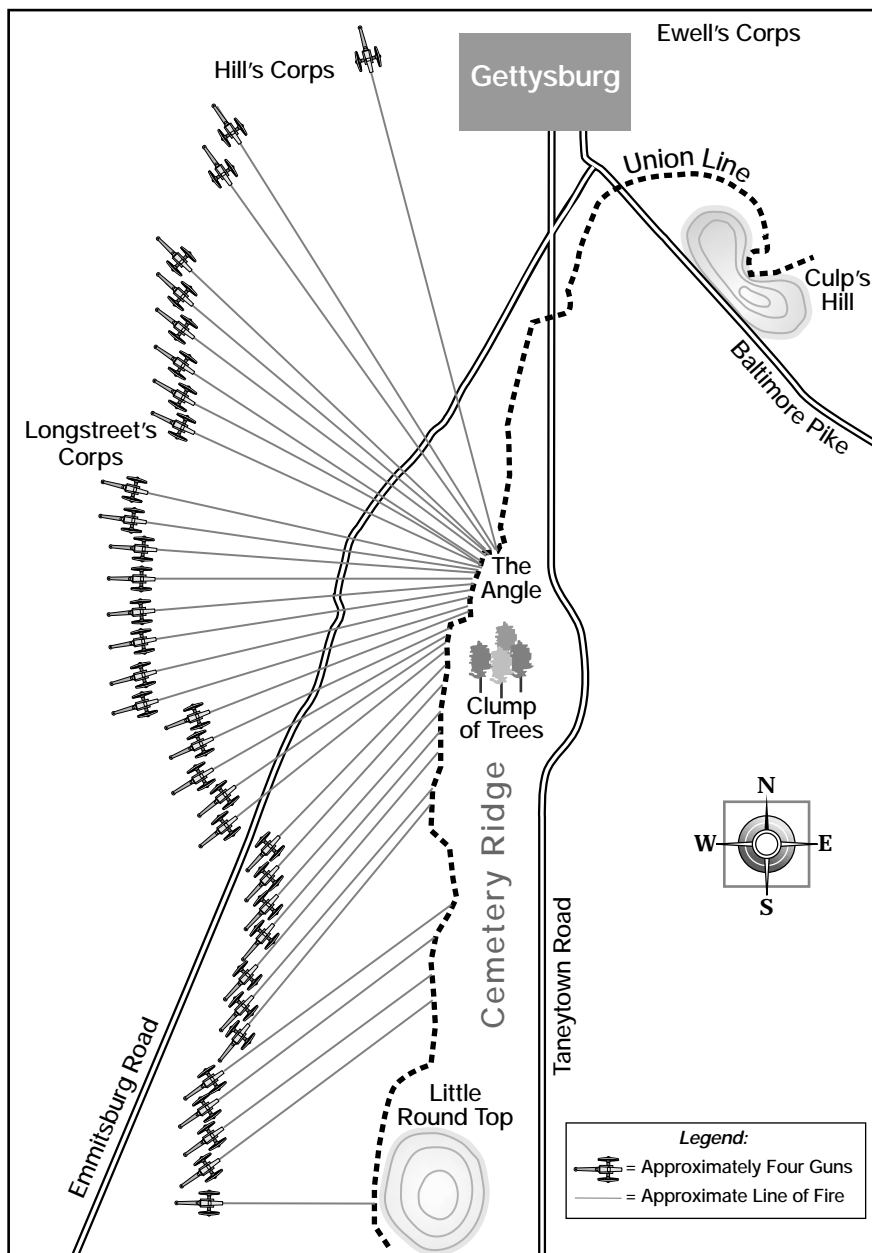 Ewell's Corps
Hill's Corps
Gettysburg
Union Line
Culp's
Hill
Baltimore Pike
Longstreet's
Corps
The
Angle
Clump
of Trees
Cemetery Ridge
N
W
E
S
Taneytown Road
Emmitsburg Road
Little
Round Top
Legend:
= Approximately Four Guns
= Approximate Line of Fire